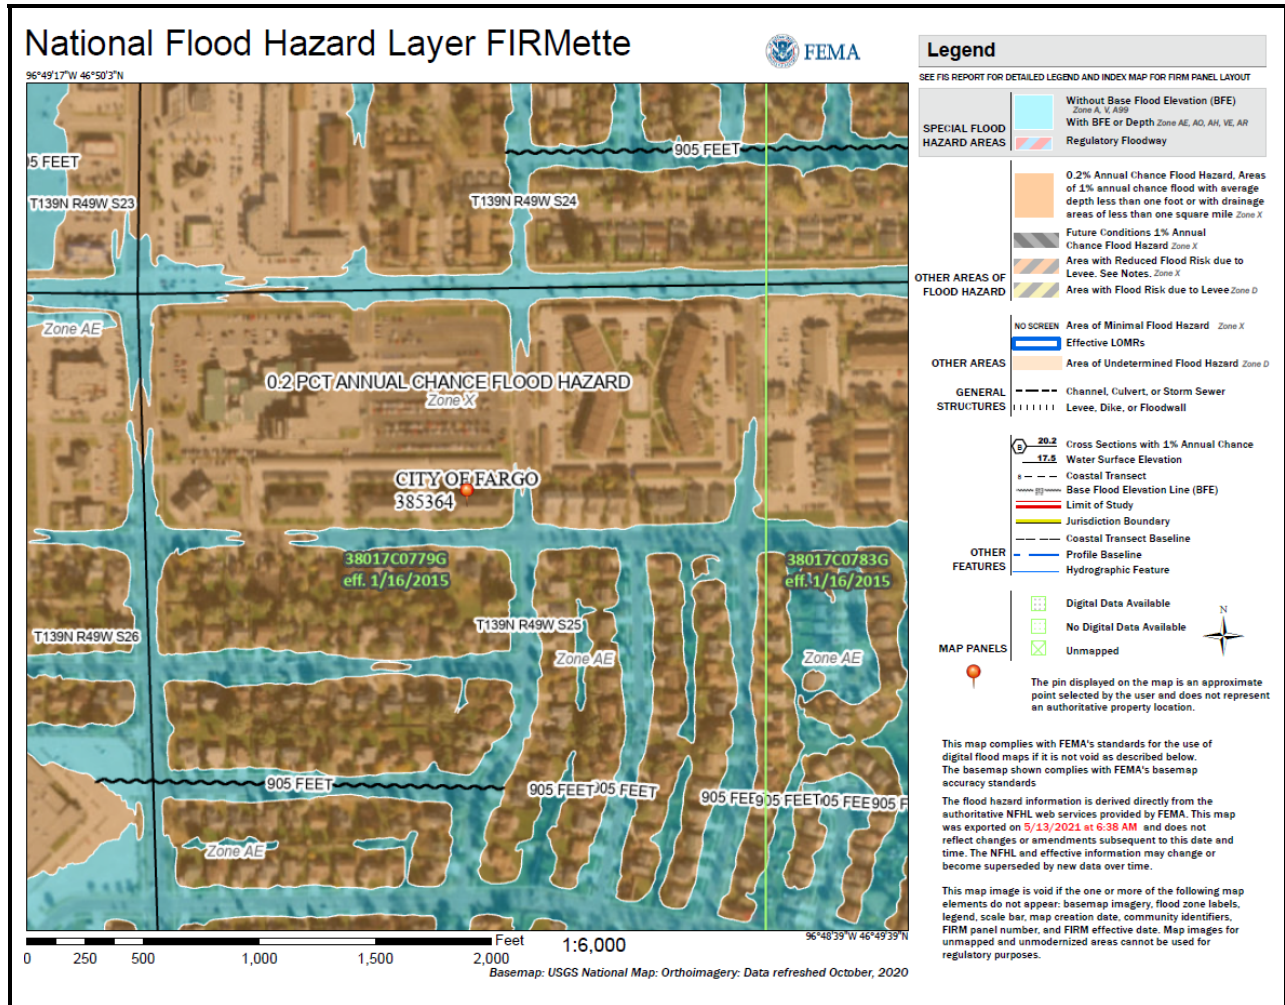 National Flood Hazard Layer FIRMette
FEMA
96°49'17"W 46°50'3"N
905 FEET
05 FEET
T139N R49W S23
T139N R49W S24
Zone AE
0.2 PCT ANNUAL CHANCE FLOOD HAZARD
Zone X
CITY OF FARGO
385364
38017C0779G
eff. 1/16/2015
38017C0783G
eff. 1/16/2015
T139N R49W S26
T139N R49W S25
Zone AE
Zone AE
905 FEET
905 FEET
905 FEET
905 FEE
905 FEET
05 FEE
905 F
Zone AE
96°48'39"W 46°49'39"N
0 250 500 1,000 1,500 2,000
Feet
1:6,000
Basemap: USGS National Map: Orthoimagery: Data refreshed October, 2020
Legend
SEE FIS REPORT FOR DETAILED LEGEND AND INDEX MAP FOR FIRM PANEL LAYOUT
SPECIAL FLOOD
HAZARD AREAS
Without Base Flood Elevation (BFE)
Zone A, V, A99
With BFE or Depth Zone AE, AO, AH, VE, AR
Regulatory Floodway
0.2% Annual Chance Flood Hazard, Areas
of 1% annual chance flood with average
depth less than one foot or with drainage
areas of less than one square mile Zone X
Future Conditions 1% Annual
Chance Flood Hazard Zone X
Area with Reduced Flood Risk due to
Levee. See Notes. Zone X
Area with Flood Risk due to Levee Zone D
OTHER AREAS OF
FLOOD HAZARD
NO SCREEN Area of Minimal Flood Hazard Zone X
Effective LOMRs
OTHER AREAS
Area of Undetermined Flood Hazard Zone D
GENERAL
STRUCTURES
Channel, Culvert, or Storm Sewer
Levee, Dike, or Floodwall
B 20.2 Cross Sections with 1% Annual Chance
17.5 Water Surface Elevation
8 Coastal Transect
Base Flood Elevation Line (BFE)
Limit of Study
Jurisdiction Boundary
Coastal Transect Baseline
OTHER
FEATURES
Profile Baseline
Hydrographic Feature
Digital Data Available
No Digital Data Available
Unmapped
MAP PANELS
N
The pin displayed on the map is an approximate
point selected by the user and does not represent
an authoritative property location.
This map complies with FEMA's standards for the use of
digital flood maps if it is not void as described below.
The basemap shown complies with FEMA's basemap
accuracy standards
The flood hazard information is derived directly from the
authoritative NFHL web services provided by FEMA. This map
was exported on 5/13/2021 at 6:38 AM and does not
reflect changes or amendments subsequent to this date and
time. The NFHL and effective information may change or
become superseded by new data over time.
This map image is void if the one or more of the following map
elements do not appear: basemap imagery, flood zone labels,
legend, scale bar, map creation date, community identifiers,
FIRM panel number, and FIRM effective date. Map images for
unmapped and unmodernized areas cannot be used for
regulatory purposes.